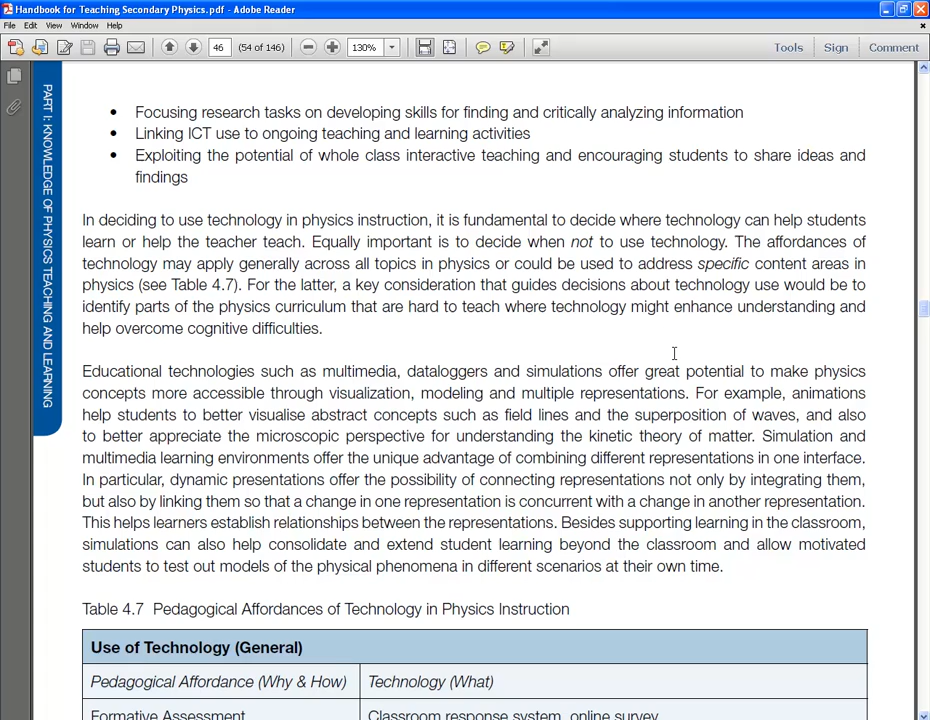 Handbook for Teaching Secondary Physics.pdf - Adobe Reader
File Edit View Window Help
46 (54 of 146) 130% Tools Sign Comment
PART I: KNOWLEDGE OF PHYSICS TEACHING AND LEARNING
• Focusing research tasks on developing skills for finding and critically analyzing information
• Linking ICT use to ongoing teaching and learning activities
• Exploiting the potential of whole class interactive teaching and encouraging students to share ideas and
findings
In deciding to use technology in physics instruction, it is fundamental to decide where technology can help students
learn or help the teacher teach. Equally important is to decide when not to use technology. The affordances of
technology may apply generally across all topics in physics or could be used to address specific content areas in
physics (see Table 4.7). For the latter, a key consideration that guides decisions about technology use would be to
identify parts of the physics curriculum that are hard to teach where technology might enhance understanding and
help overcome cognitive difficulties.
Educational technologies such as multimedia, dataloggers and simulations offer great potential to make physics
concepts more accessible through visualization, modeling and multiple representations. For example, animations
help students to better visualise abstract concepts such as field lines and the superposition of waves, and also
to better appreciate the microscopic perspective for understanding the kinetic theory of matter. Simulation and
multimedia learning environments offer the unique advantage of combining different representations in one interface.
In particular, dynamic presentations offer the possibility of connecting representations not only by integrating them,
but also by linking them so that a change in one representation is concurrent with a change in another representation.
This helps learners establish relationships between the representations. Besides supporting learning in the classroom,
simulations can also help consolidate and extend student learning beyond the classroom and allow motivated
students to test out models of the physical phenomena in different scenarios at their own time.
Table 4.7 Pedagogical Affordances of Technology in Physics Instruction
Use of Technology (General)
Pedagogical Affordance (Why & How) Technology (What)
Formative Assessment Classroom response system, online survey